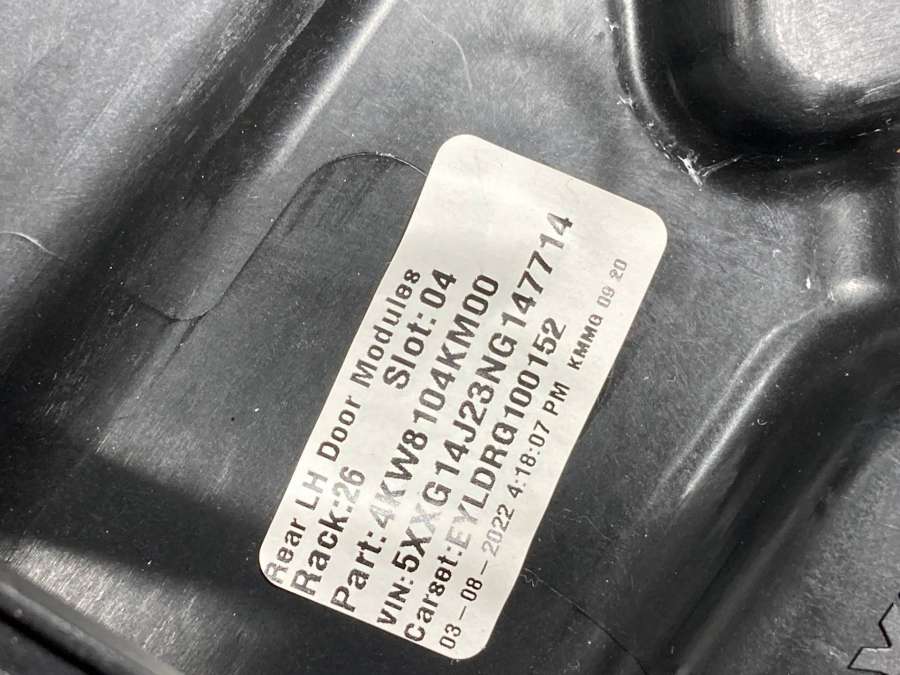 Rear LH Door Modules
Rack:26 Slot:04
Part:4KW8104KM00
VIN:5XXG14J23NG147714
Carset:EYLDRG100152
03-08-2022 4:18:07 PM KMMG 09 20